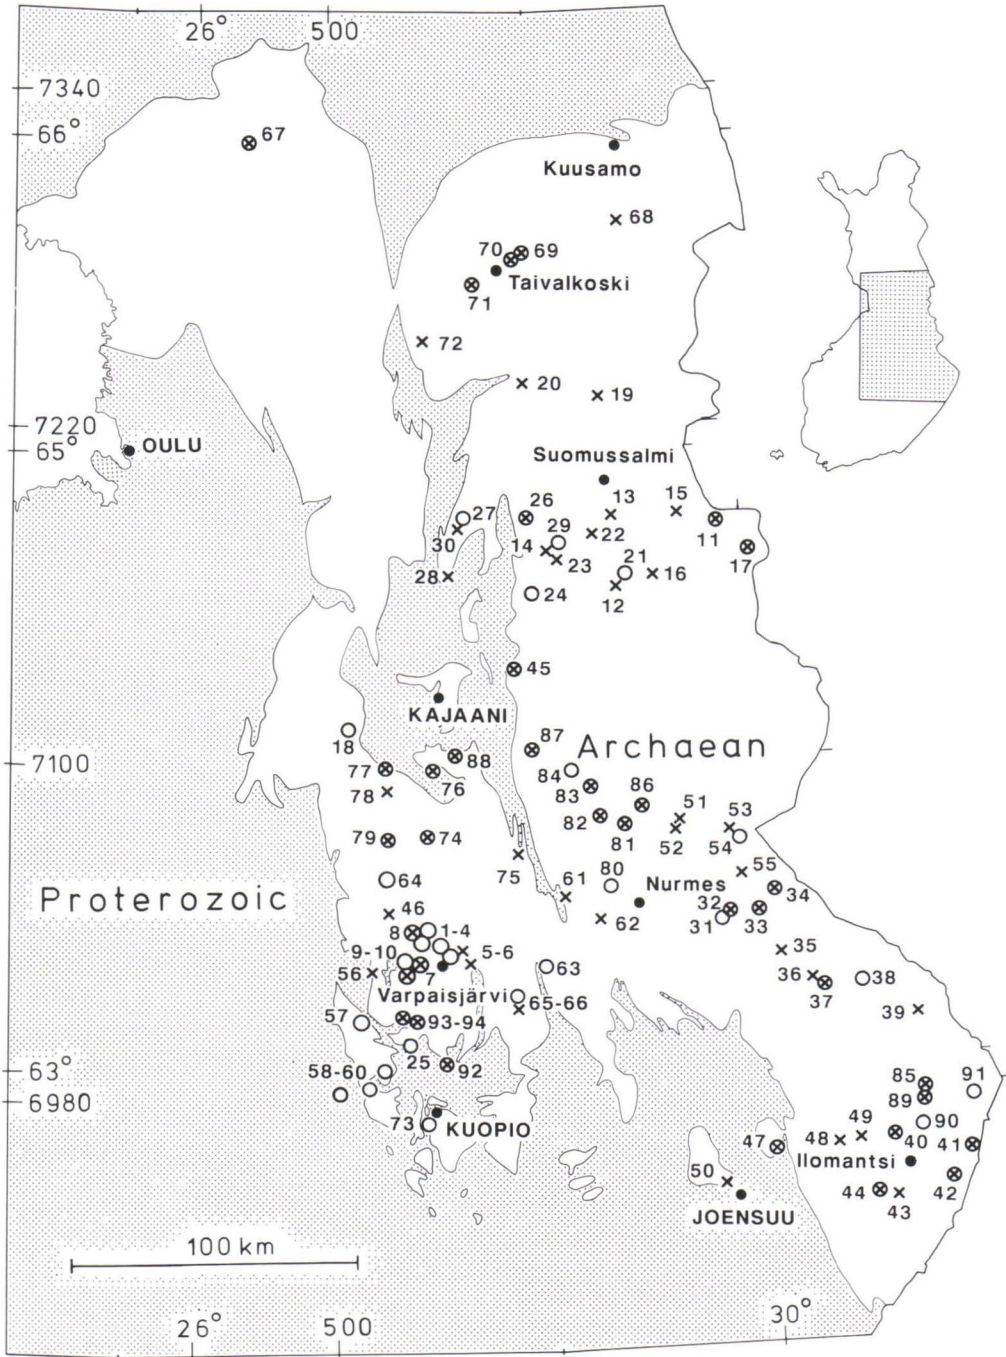 26° 500
7340
66°
67
Kuusamo
68
70 69
Taivalkoski
71
72
20 19
7220
65°
OULU
Suomussalmi
13 15
26
27 29
30 14 22 11
23 21 17
28 16
24 12
45
KAJAANI
18 87
Archaean
7100
88 84
77 76 83 86
78 51 53
82 81 52 54
79 74
75 55
80
64 61 Nurmes 34
Proterozoic
46 32 33
8 1-4 62 31
9-10 5-6 35
56 7 63 36 38
Varpaisjärvi 37
65-66 39
57 93-94
25
63° 58-60 92 85 91
6980 89
73 KUOPIO 49 90
47 48 40 41
Ilomantsi
50 44 42
43
JOENSUU
100 km
30°
26° 500